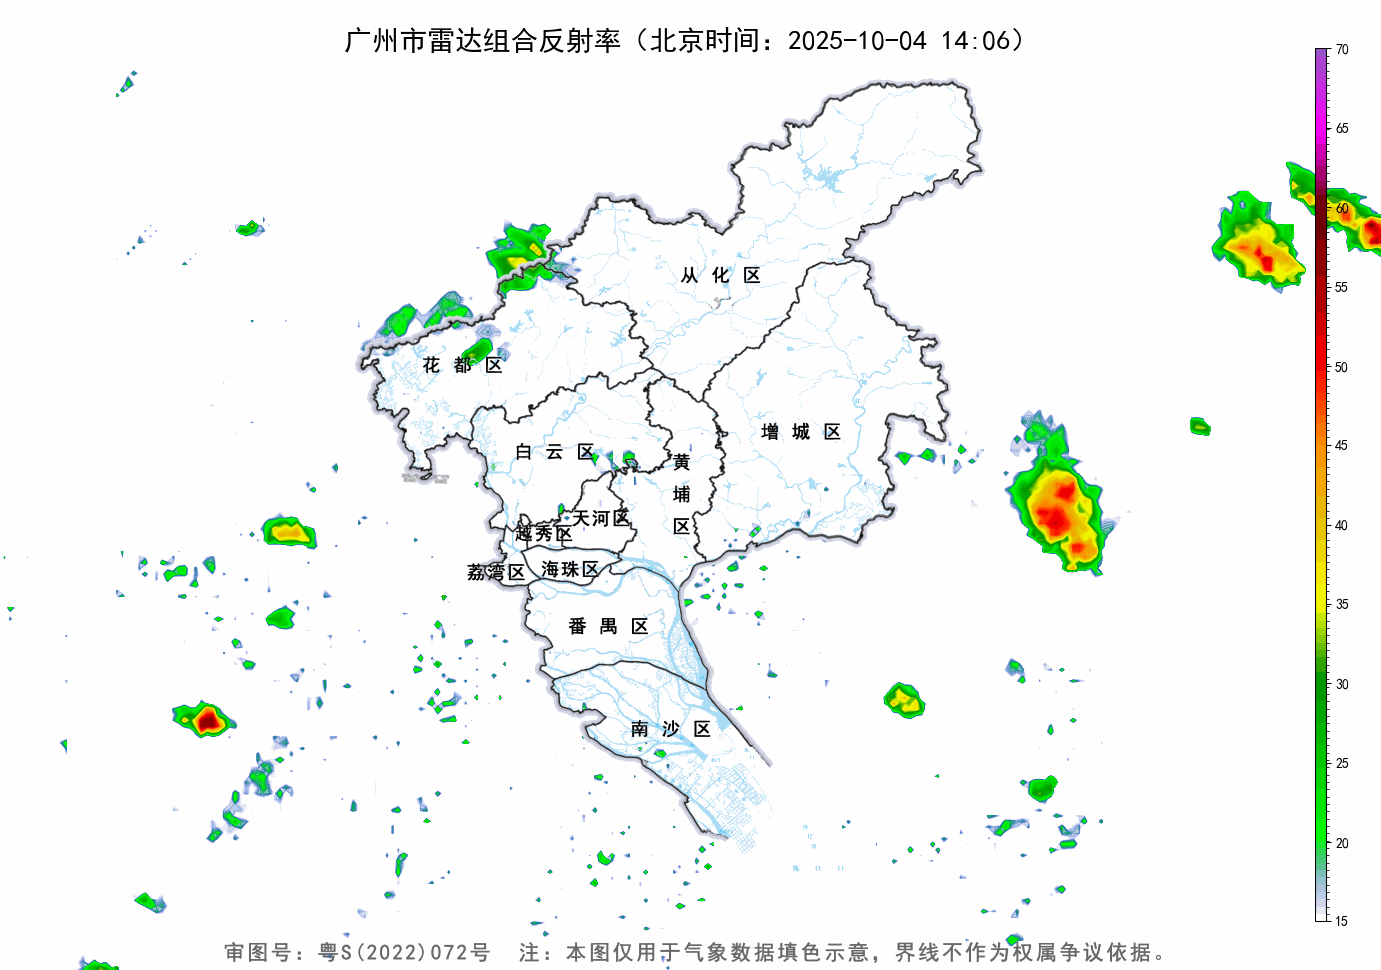 广州市雷达组合反射率（北京时间：2025-10-04 14:06）
70
65
60
55
50
45
40
35
30
25
20
15
从化区
花都区
增城区
白云区
黄埔区
天河区
越秀区
荔湾区
海珠区
番禺区
南沙区
审图号：粤S(2022)072号 注：本图仅用于气象数据填色示意，界线不作为权属争议依据。